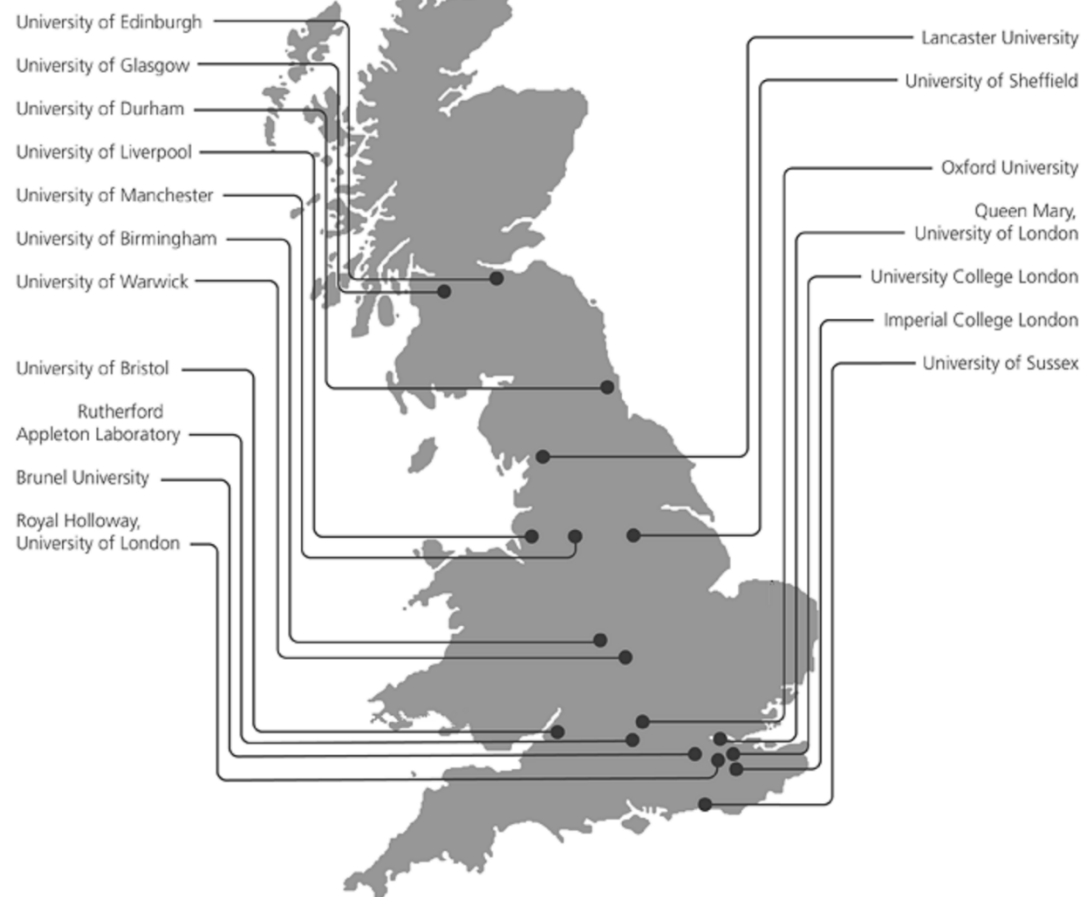 University of Edinburgh
University of Glasgow
University of Durham
University of Liverpool
University of Manchester
University of Birmingham
University of Warwick
University of Bristol
Rutherford
Appleton Laboratory
Brunel University
Royal Holloway,
University of London
Lancaster University
University of Sheffield
Oxford University
Queen Mary,
University of London
University College London
Imperial College London
University of Sussex